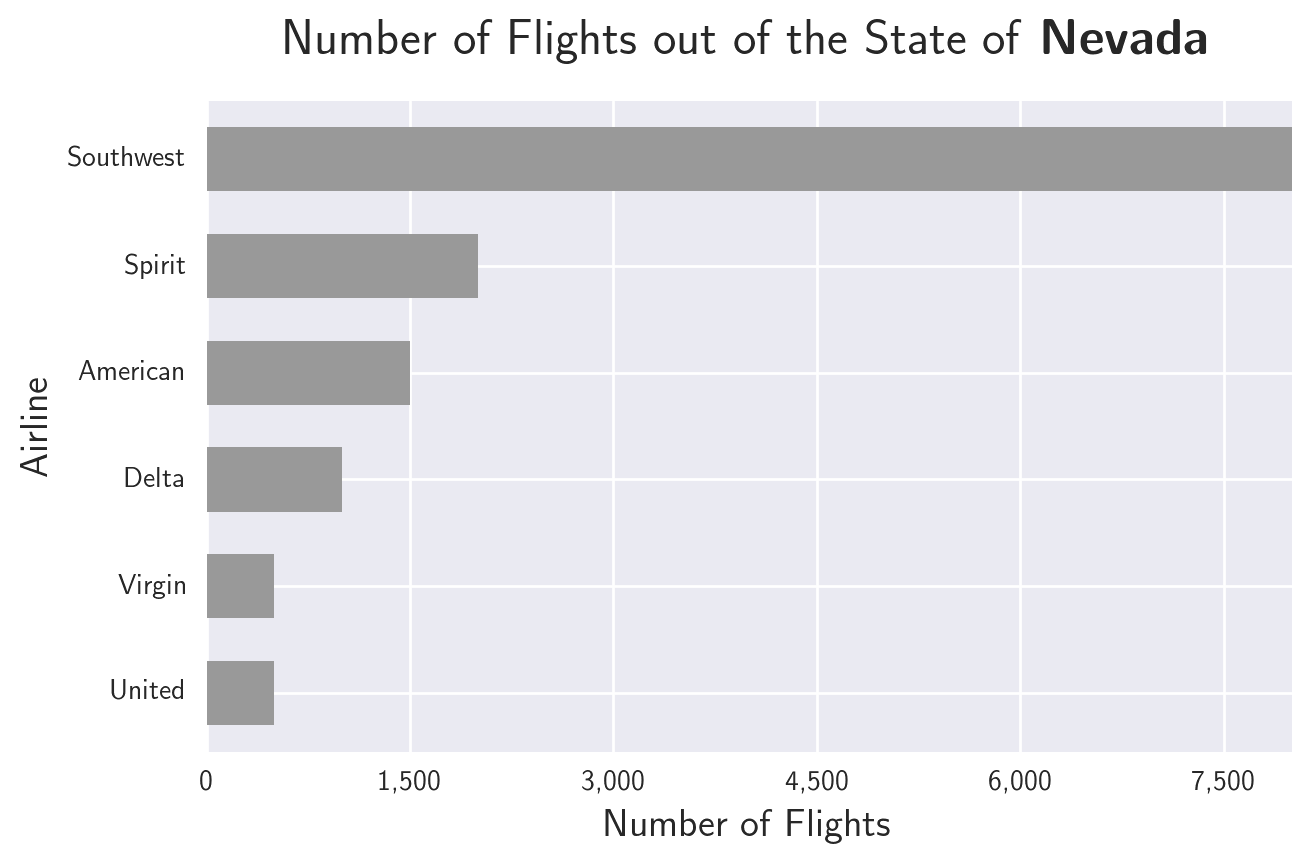 Number of Flights out of the State of Nevada
Southwest
Spirit
American
Delta
Virgin
United
Airline
0 1,500 3,000 4,500 6,000 7,500
Number of Flights